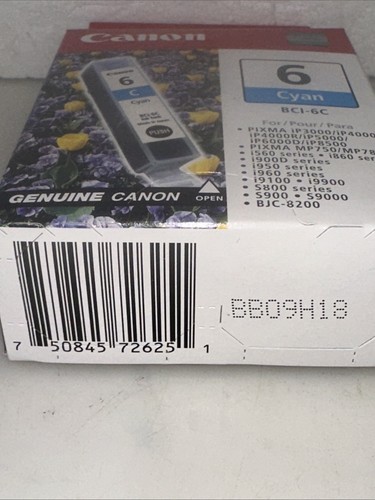 Canon
Canon
6
C
Cyan
PUSH
6
Cyan
BCI-6C
For/Pour/Para
• PIXMA iP3000/iP4000
iP4000R/iP5000
iP6000D/iP8500
• PIXMA MP750/MP78
• i560 series • i860 se
• i900D series
• i950 series
• i960 series
• i9100 • i9900
• S800 series
• S900 • S9000
• BJC-8200
GENUINE CANON
OPEN
7 50845 72625 1
BB09H18